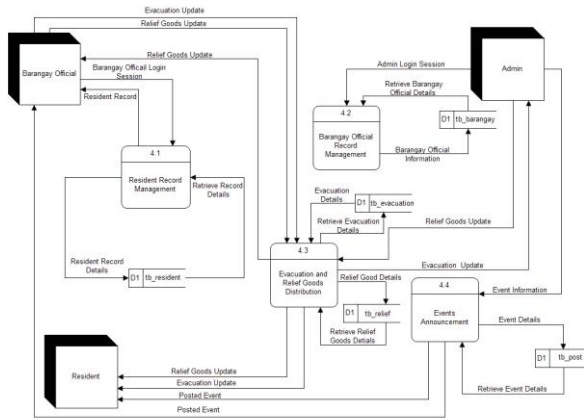 Evacuation Update
Relief Goods Update
Relief Goods Update
Barangay Official
Barangay Offcail Login
Session
Resident Record
Admin
Admin Login Session
Retrieve Barangay
Official Details
4.2
Barangay Official
Record
Management
D1 tb_barangay
Barangay Official
Information
4.1
Resident Record
Management
Retrieve Record
Details
Resident Record
Details
D1 tb_resident
Evacuation
Details
D1 tb_evacuation
Retrieve Evacuation
Details
Relief Goods Update
4.3
Evacuation and
Relief Goods
Distribution
Evacuation Update
Relief Good Details
D1 tb_relief
Retrieve Relief
Goods Detials
4.4
Events
Announcement
Event Information
Event Details
D1 tb_post
Retrieve Event Details
Resident
Relief Goods Update
Evacuation Update
Posted Event
Posted Event